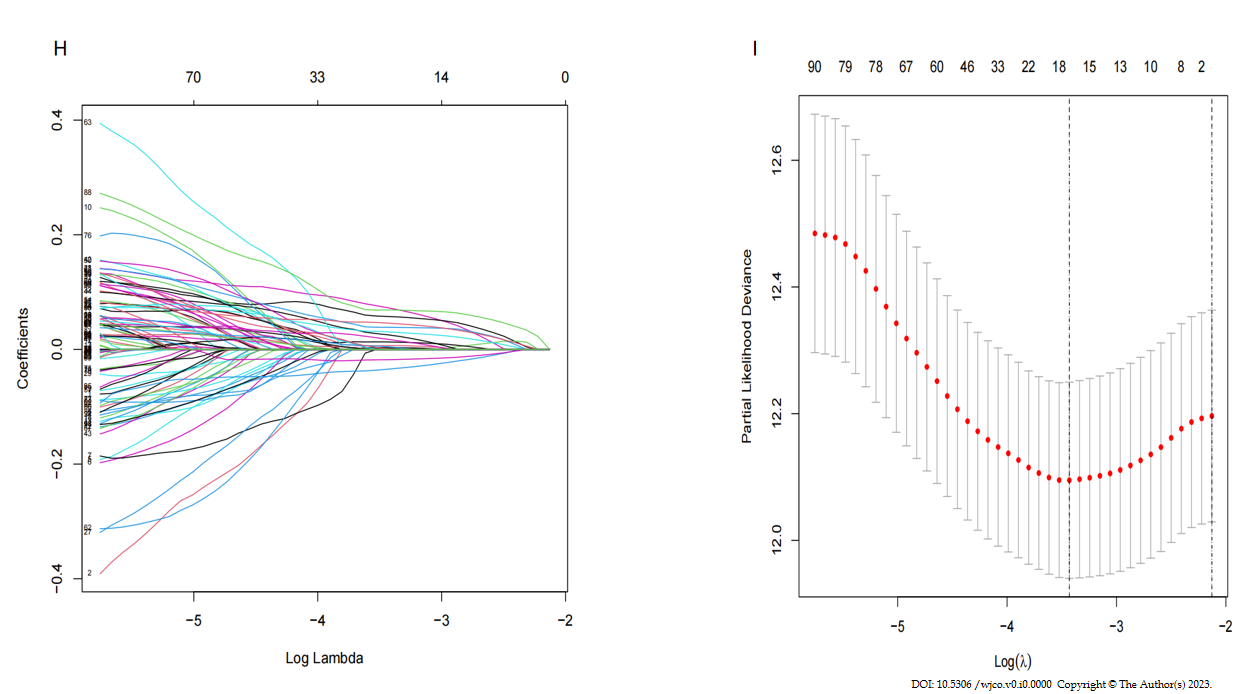 H
70 33 14 0
0.4
0.2
0.0
−0.2
−0.4
Coefficients
63
88
10
76
43
6
27
2
−5 −4 −3 −2
Log Lambda
I
90 79 78 67 60 46 33 22 18 15 13 10 8 2
12.6
12.4
12.2
12.0
Partial Likelihood Deviance
−5 −4 −3 −2
Log(λ)
DOI: 10.5306 /wjco.v0.i0.0000 Copyright © The Author(s) 2023.